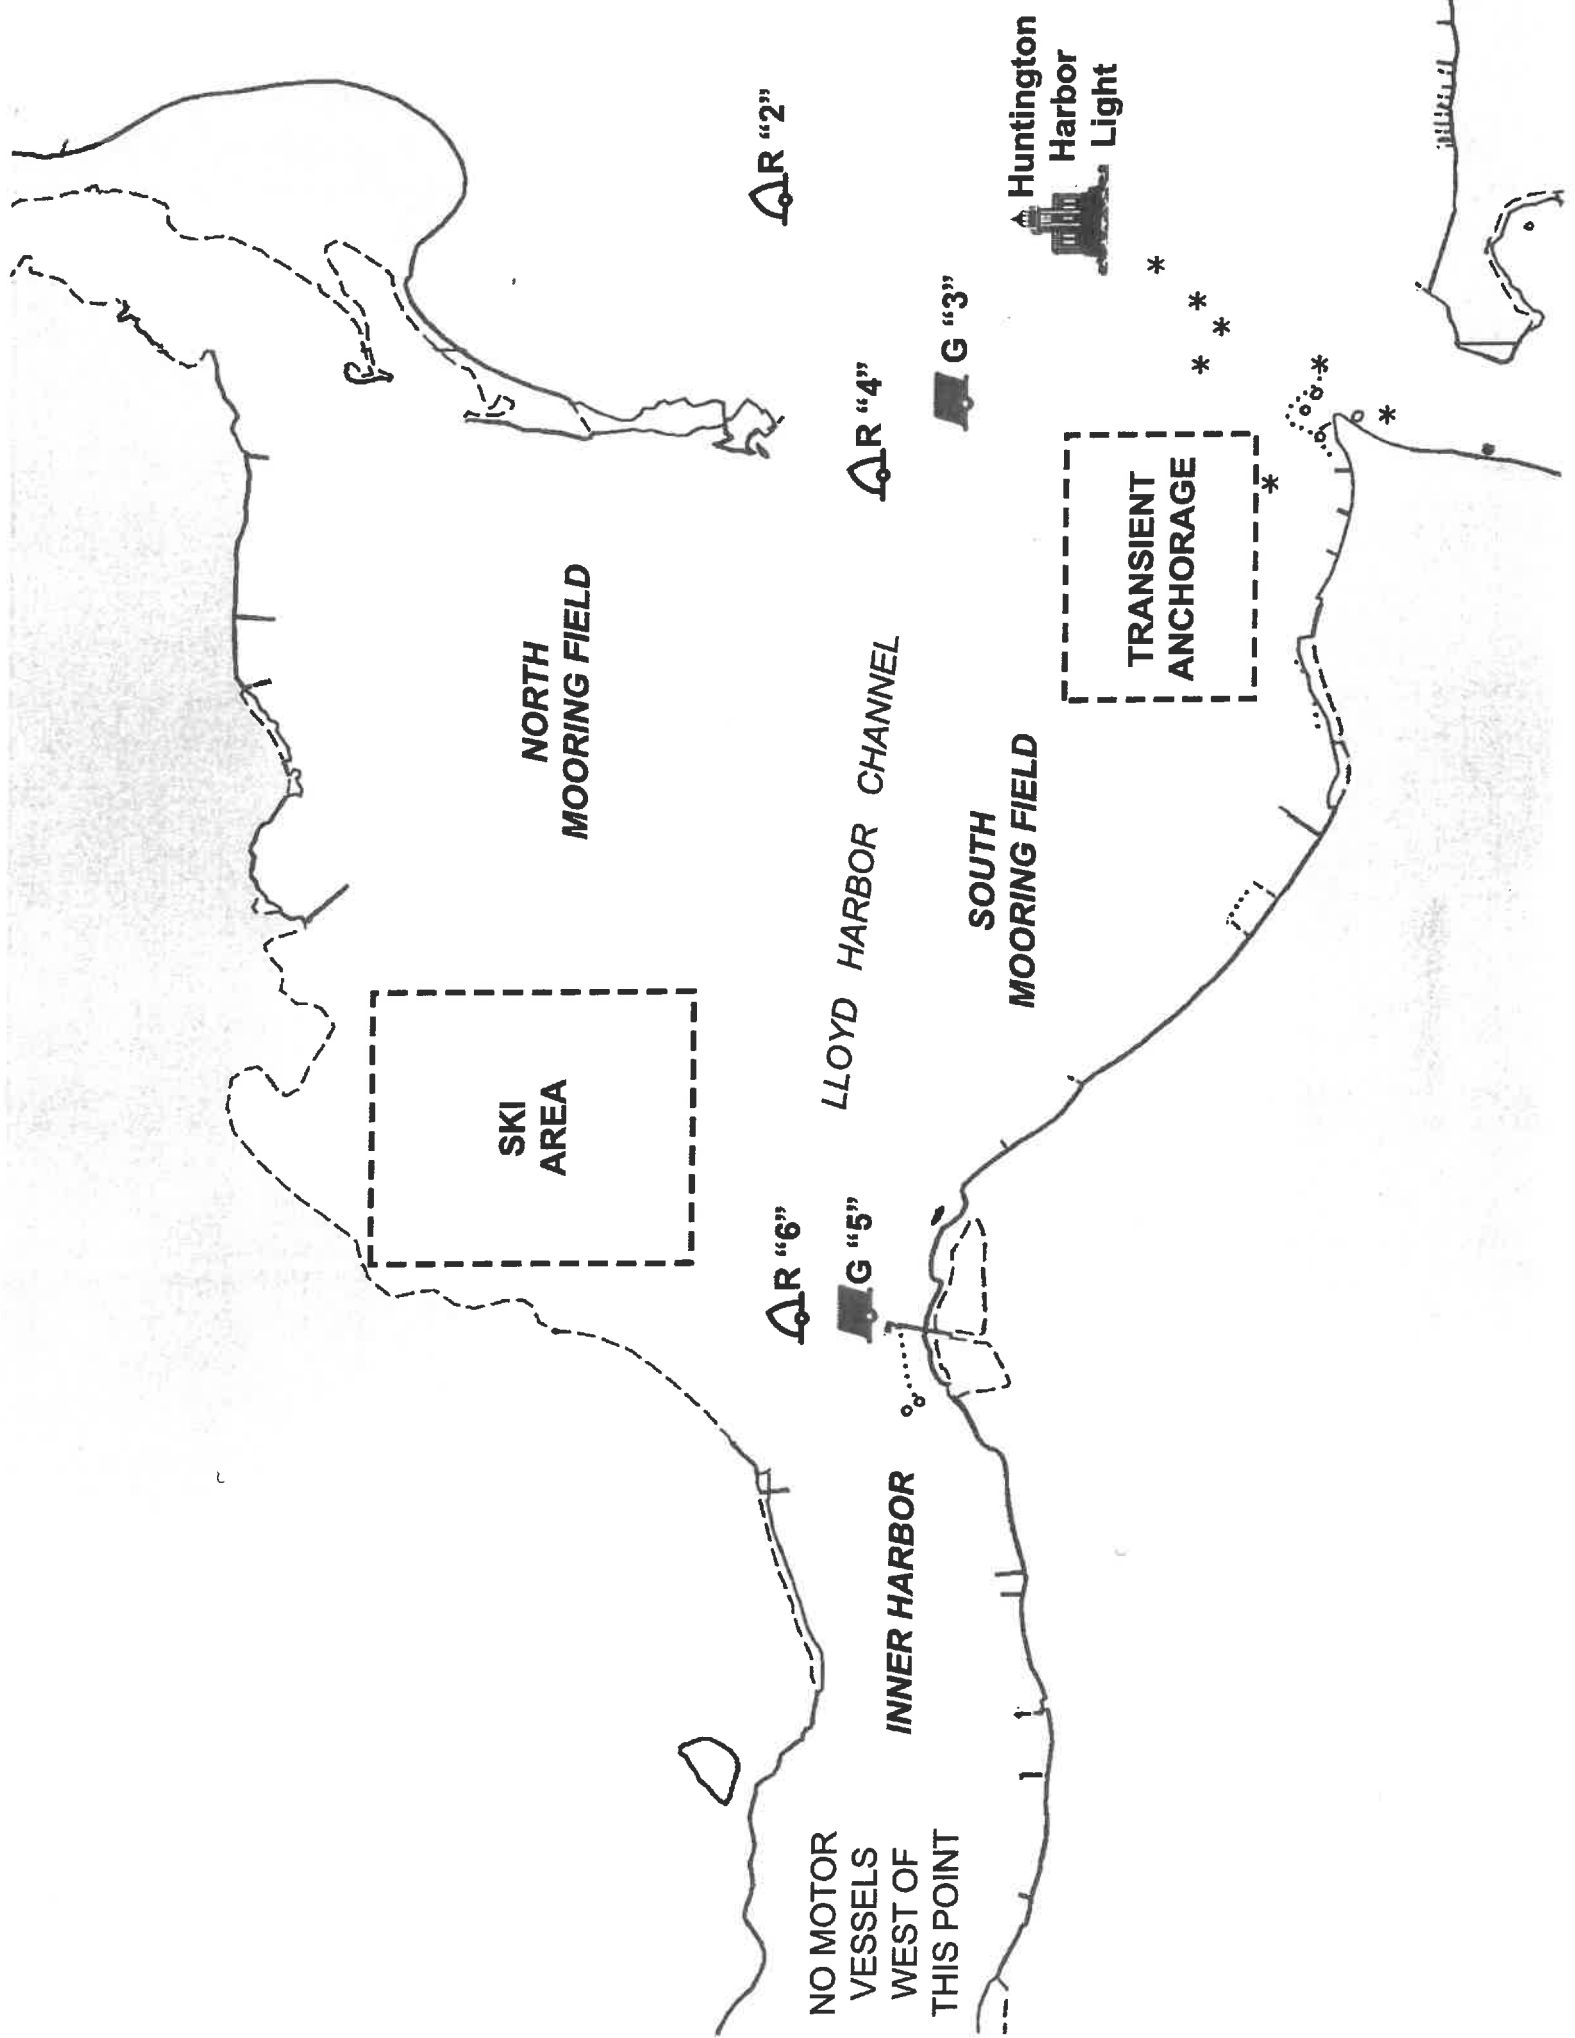 SKI
AREA
NORTH
MOORING FIELD
R “2”
R “4”
G “3”
Huntington
Harbor
Light
LLOYD HARBOR CHANNEL
R “6”
G “5”
SOUTH
MOORING FIELD
TRANSIENT
ANCHORAGE
INNER HARBOR
NO MOTOR
VESSELS
WEST OF
THIS POINT